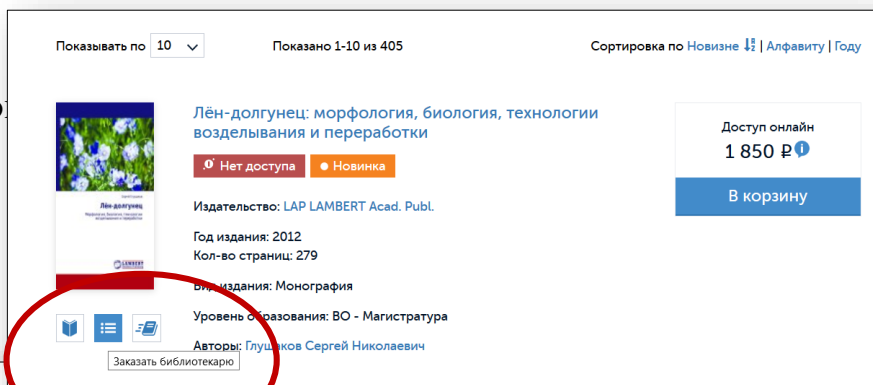 Показывать по 10
Показано 1-10 из 405
Сортировка по Новизне | Алфавиту | Году
Лён-долгунец: морфология, биология, технологии
возделывания и переработки
Нет доступа
Новинка
Издательство: LAP LAMBERT Acad. Publ.
Год издания: 2012
Кол-во страниц: 279
Вид издания: Монография
Уровень образования: ВО - Магистратура
Авторы: Глушаков Сергей Николаевич
Доступ онлайн
1 850 ₽
В корзину
Лён-долгунец
LAMBERT
Заказать библиотекарю